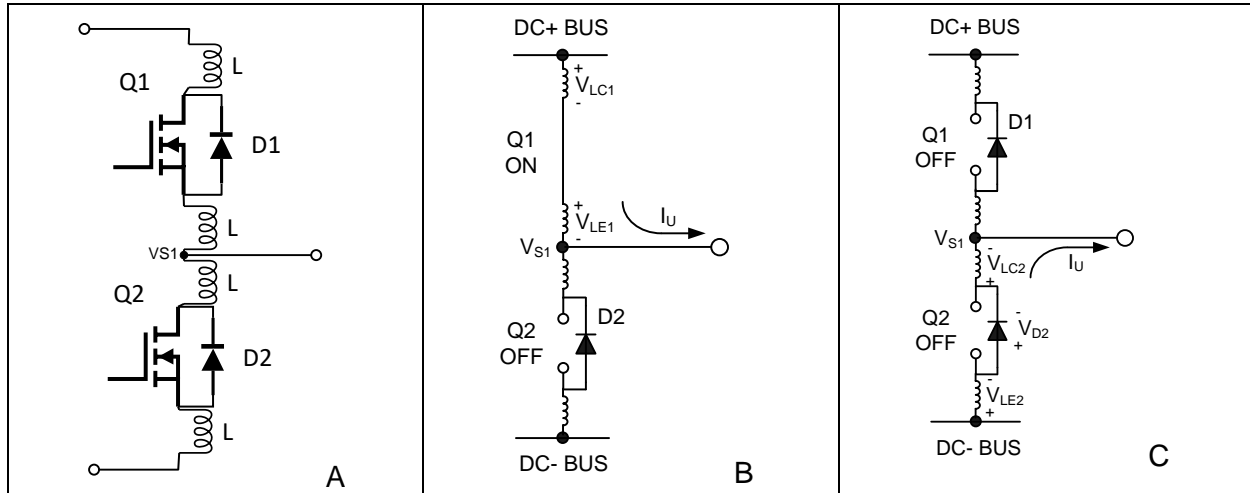 L
Q1
D1
L
VS1
L
Q2
D2
L
A
DC+ BUS
+
VLC1
-
Q1
ON
+
VLE1
-
IU
VS1
D2
Q2
OFF
DC- BUS
B
DC+ BUS
D1
Q1
OFF
VS1
-
VLC2
+
IU
Q2
OFF
-
VD2
+
-
VLE2
+
DC- BUS
C